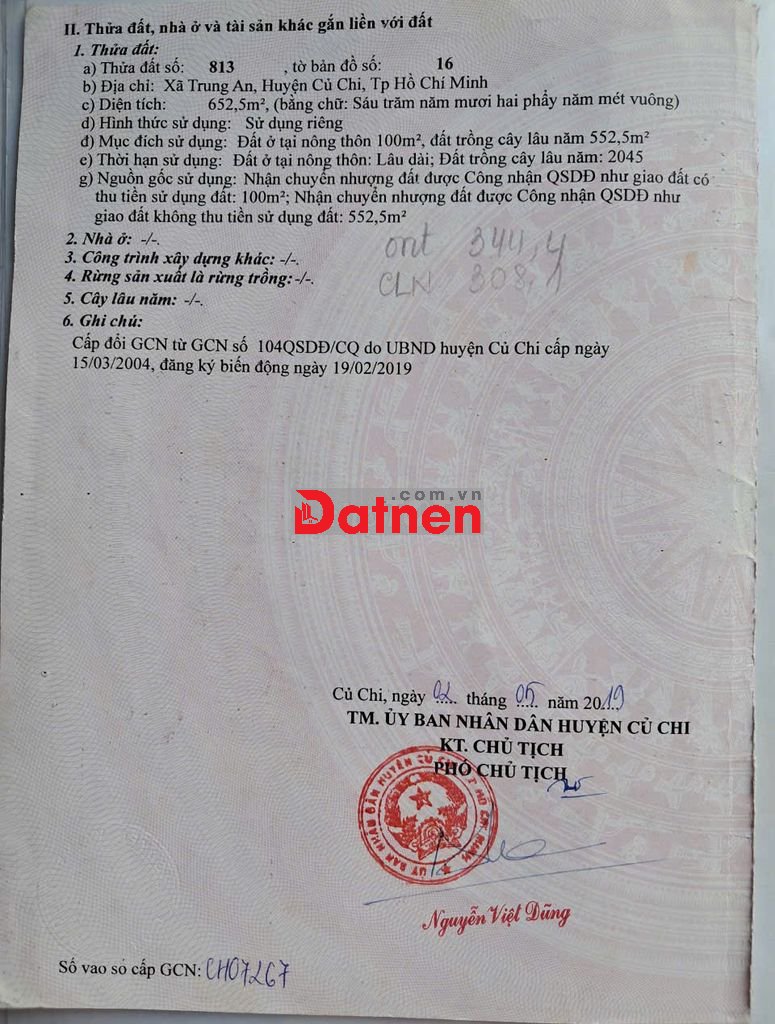 II. Thửa đất, nhà ở và tài sản khác gắn liền với đất
1. Thửa đất:
a) Thửa đất số: 813 , tờ bản đồ số: 16
b) Địa chỉ: Xã Trung An, Huyện Củ Chi, Tp Hồ Chí Minh
c) Diện tích: 652,5m², (bằng chữ: Sáu trăm năm mươi hai phẩy năm mét vuông)
d) Hình thức sử dụng: Sử dụng riêng
đ) Mục đích sử dụng: Đất ở tại nông thôn 100m², đất trồng cây lâu năm 552,5m²
e) Thời hạn sử dụng: Đất ở tại nông thôn: Lâu dài; Đất trồng cây lâu năm: 2045
g) Nguồn gốc sử dụng: Nhận chuyển nhượng đất được Công nhận QSDĐ như giao đất có
thu tiền sử dụng đất: 100m²; Nhận chuyển nhượng đất được Công nhận QSDĐ như
giao đất không thu tiền sử dụng đất: 552,5m²
2. Nhà ở: -/-.
ont 344,4
3. Công trình xây dựng khác: -/-.
4. Rừng sản xuất là rừng trồng: -/-.
CLN 308,1
5. Cây lâu năm: -/-.
6. Ghi chú:
Cấp đổi GCN từ GCN số 104QSDĐ/CQ do UBND huyện Củ Chi cấp ngày
15/03/2004, đăng ký biến động ngày 19/02/2019
.com.vn
Datnen
Củ Chi, ngày 02 tháng 05 năm 2019
TM. ỦY BAN NHÂN DÂN HUYỆN CỦ CHI
KT. CHỦ TỊCH
PHÓ CHỦ TỊCH
ỦY BAN NHÂN DÂN HUYỆN CỦ CHI T.P HỒ CHÍ MINH
Nguyễn Việt Dũng
Số vào sổ cấp GCN: CH07267